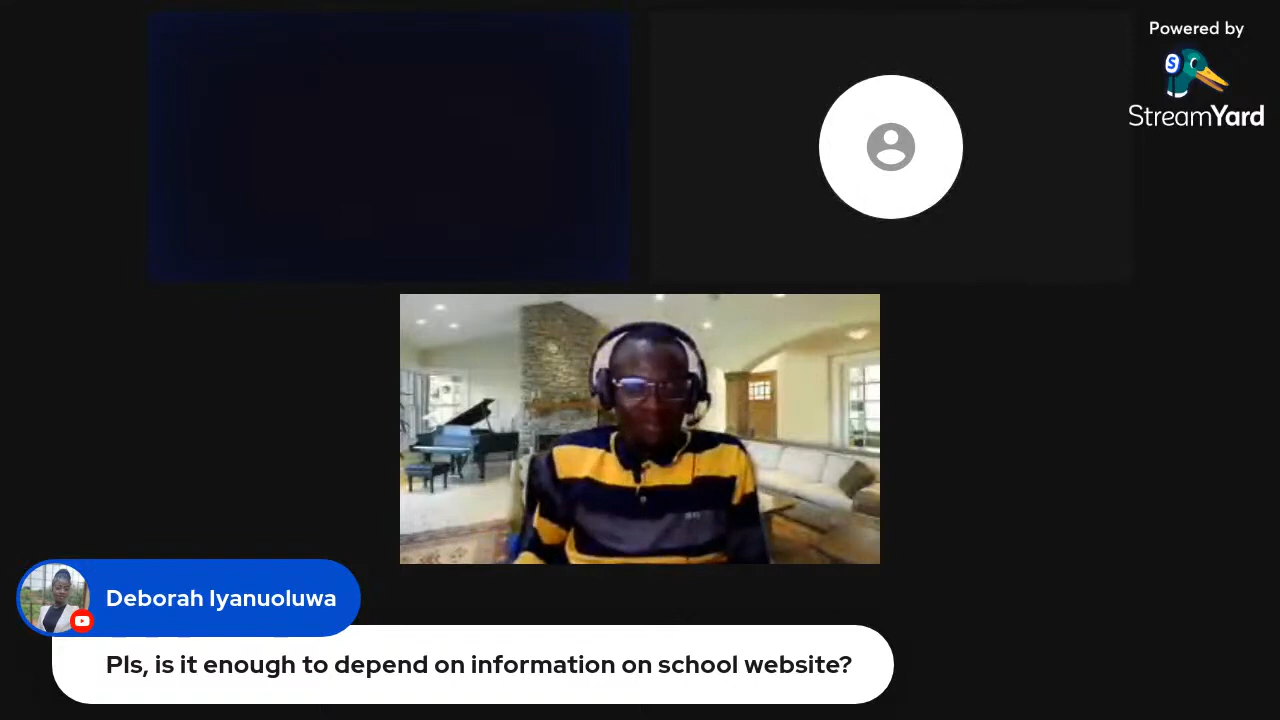 Powered by
S
StreamYard
Deborah Iyanuoluwa
Pls, is it enough to depend on information on school website?